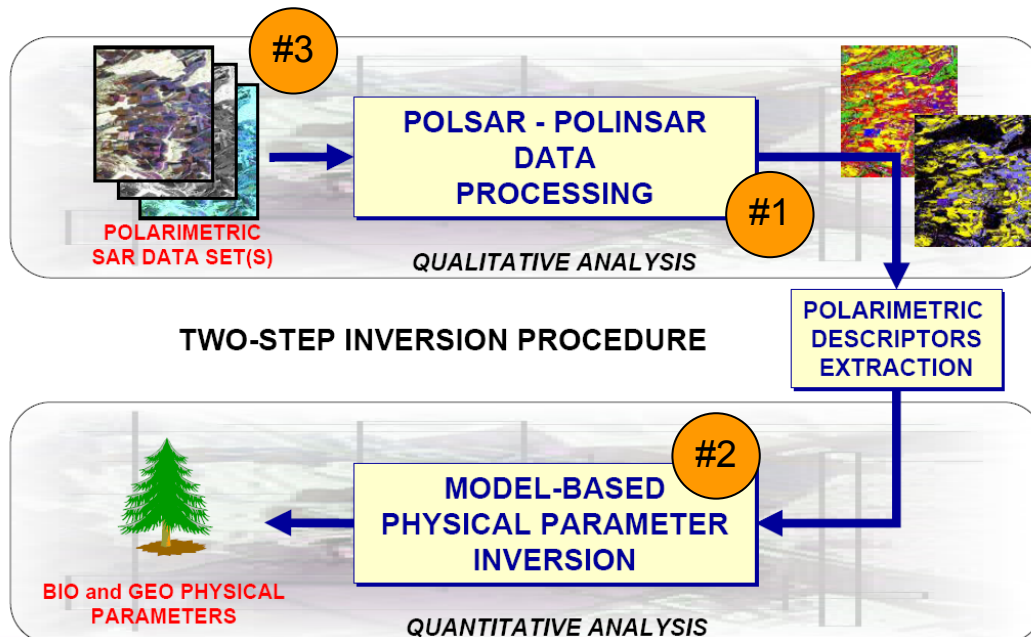 #3
POLSAR - POLINSAR
DATA
PROCESSING
#1
POLARIMETRIC
SAR DATA SET(S)
QUALITATIVE ANALYSIS
TWO-STEP INVERSION PROCEDURE
POLARIMETRIC
DESCRIPTORS
EXTRACTION
#2
MODEL-BASED
PHYSICAL PARAMETER
INVERSION
BIO and GEO PHYSICAL
PARAMETERS
QUANTITATIVE ANALYSIS